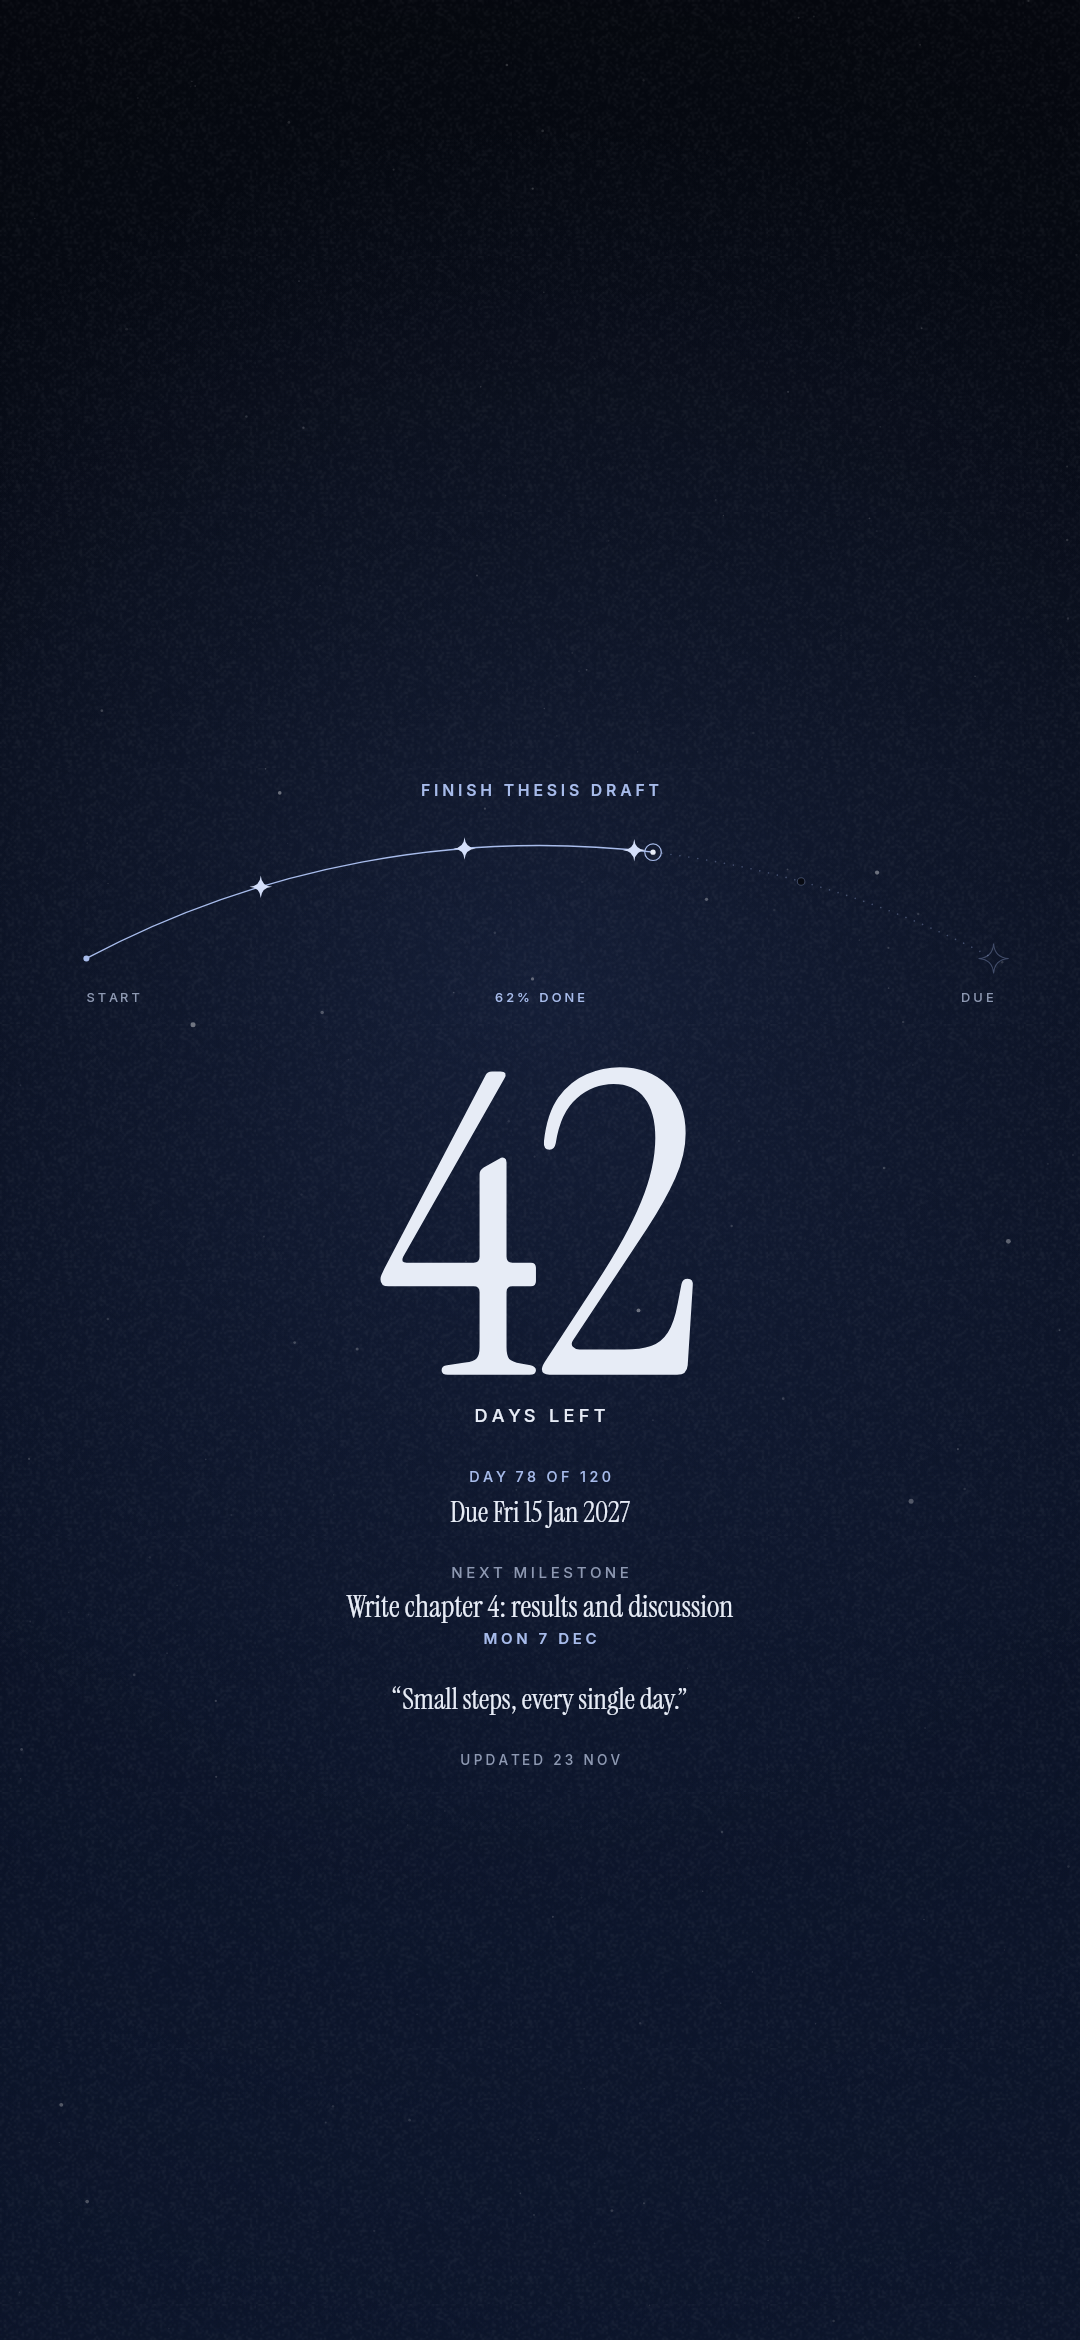 FINISH THESIS DRAFT
START
62% DONE
DUE
42
DAYS LEFT
DAY 78 OF 120
Due Fri 15 Jan 2027
NEXT MILESTONE
Write chapter 4: results and discussion
MON 7 DEC
“Small steps, every single day.”
UPDATED 23 NOV